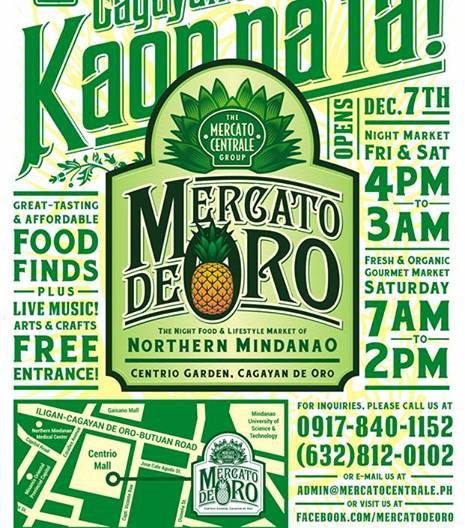 Cagayan
Kaon na ta!
OPENS
DEC. 7TH
NIGHT MARKET
FRI & SAT
4PM
TO
3AM
FRESH & ORGANIC
GOURMET MARKET
SATURDAY
7AM
TO
2PM
THE
MERCATO
CENTRALE
GROUP
MERCATO
DE ORO
THE NIGHT FOOD & LIFESTYLE MARKET OF
NORTHERN MINDANAO
CENTRIO GARDEN, CAGAYAN DE ORO
GREAT-TASTING
& AFFORDABLE
FOOD
FINDS
PLUS
LIVE MUSIC!
ARTS & CRAFTS
FREE
ENTRANCE!
ILIGAN-CAGAYAN DE ORO-BUTUAN ROAD
Gaisano Mall
Mindanao
University of
Science &
Technology
Northern Mindanao
Medical Center
Centrio
Mall
MERCATO
DE ORO
FOR INQUIRIES, PLEASE CALL US AT
0917-840-1152
(632)812-0102
OR E-MAIL US AT
ADMIN@MERCATOCENTRALE.PH
OR VISIT US AT
FACEBOOK.COM/MERCATODEORO